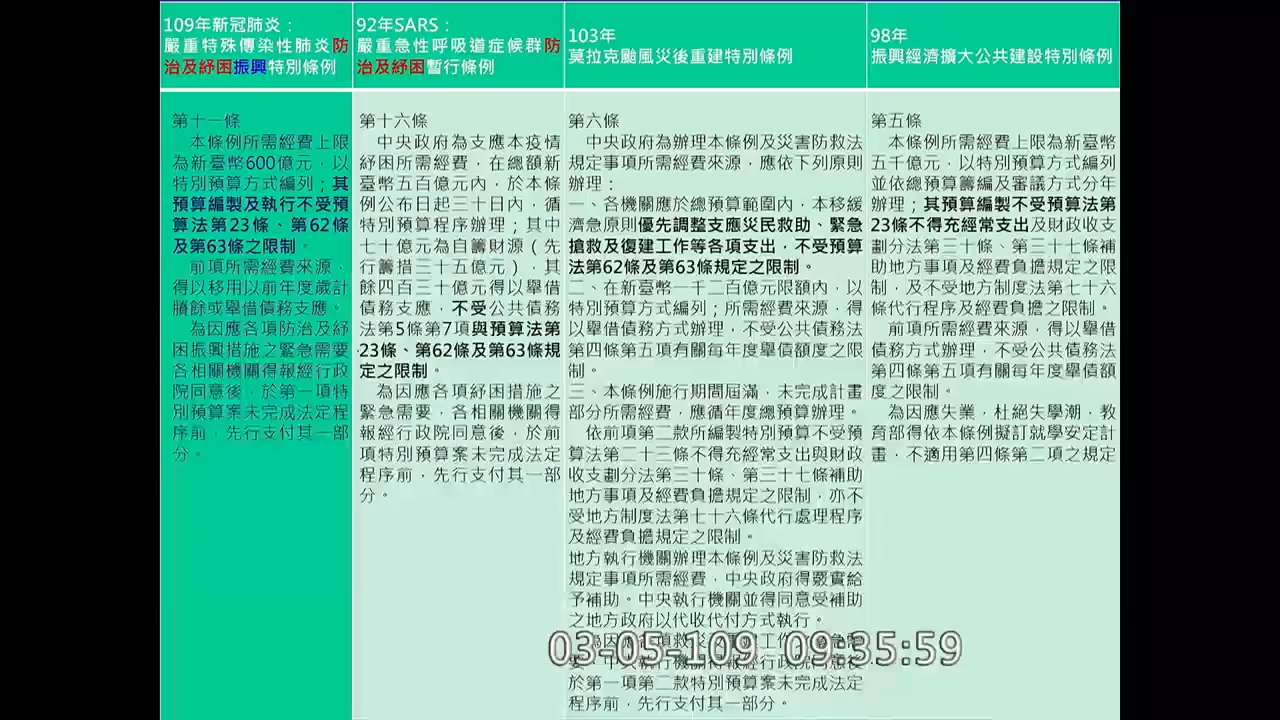 109年新冠肺炎：
嚴重特殊傳染性肺炎防
治及紓困振興特別條例
92年SARS：
嚴重急性呼吸道症候群防
治及紓困暫行條例
103年
莫拉克颱風災後重建特別條例
98年
振興經濟擴大公共建設特別條例
第十一條
本條例所需經費上限
為新臺幣600億元，以
特別預算方式編列；其
預算編製及執行不受預
算法第23條、第62條
及第63條之限制。
前項所需經費來源、
得以移用以前年度歲計
賸餘或舉借債務支應。
為因應各項防治及紓
困振興措施之緊急需要
各相關機關得報經行政
院同意後，於第一項特
別預算案未完成法定程
序前，先行支付其一部
分。
第十六條
中央政府為支應本疫情
紓困所需經費，在總額新
臺幣五百億元內，於本條
例公布日起三十日內，循
特別預算程序辦理；其中
七十億元為自籌財源（先
行籌措三十五億元），其
餘四百三十億元得以舉借
債務支應，不受公共債務
法第5條第7項與預算法第
23條、第62條及第63條規
定之限制。
為因應各項紓困措施之
緊急需要，各相關機關得
報經行政院同意後，於前
項特別預算案未完成法定
程序前，先行支付其一部
分。
第六條
中央政府為辦理本條例及災害防救法
規定事項所需經費來源，應依下列原則
辦理：
一、各機關應於總預算範圍內，本移緩
濟急原則優先調整支應災民救助、緊急
搶救及復建工作等各項支出，不受預算
法第62條及第63條規定之限制。
二、在新臺幣一千二百億元限額內，以
特別預算方式編列；所需經費來源，得
以舉借債務方式辦理，不受公共債務法
第四條第五項有關每年度舉債額度之限
制。
三、本條例施行期間屆滿，未完成計畫
部分所需經費，應循年度總預算辦理。
依前項第二款所編製特別預算不受預
算法第二十三條不得充經常支出與財政
收支劃分法第三十條、第三十七條補助
地方事項及經費負擔規定之限制，亦不
受地方制度法第七十六條代行處理程序
及經費負擔規定之限制。
地方執行機關辦理本條例及災害防救法
規定事項所需經費，中央政府得覈實給
予補助。中央執行機關並得同意受補助
之地方政府以代收代付方式執行。
為因應各項救災及重建工作之緊急需
要，中央執行機關得報經行政院同意後
於第一項第二款特別預算案未完成法定
程序前，先行支付其一部分。
第五條
本條例所需經費上限為新臺幣
五千億元，以特別預算方式編列
並依總預算籌編及審議方式分年
辦理；其預算編製不受預算法第
23條不得充經常支出及財政收支
劃分法第三十條、第三十七條補
助地方事項及經費負擔規定之限
制，及不受地方制度法第七十六
條代行程序及經費負擔之限制。
前項所需經費來源，得以舉借
債務方式辦理，不受公共債務法
第四條第五項有關每年度舉債額
度之限制。
為因應失業，杜絕失學潮，教
育部得依本條例擬訂就學安定計
畫，不適用第四條第二項之規定
03-05-109 09:35:59